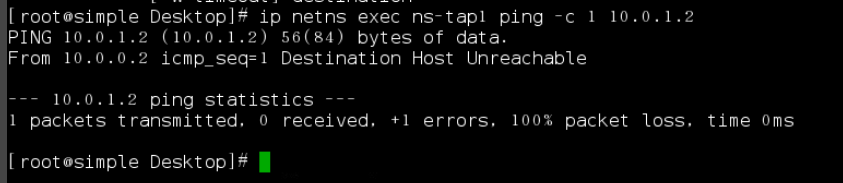 [root@simple Desktop]# ip netns exec ns-tap1 ping -c 1 10.0.1.2
PING 10.0.1.2 (10.0.1.2) 56(84) bytes of data.
From 10.0.0.2 icmp_seq=1 Destination Host Unreachable
--- 10.0.1.2 ping statistics ---
1 packets transmitted, 0 received, +1 errors, 100% packet loss, time 0ms
[root@simple Desktop]#